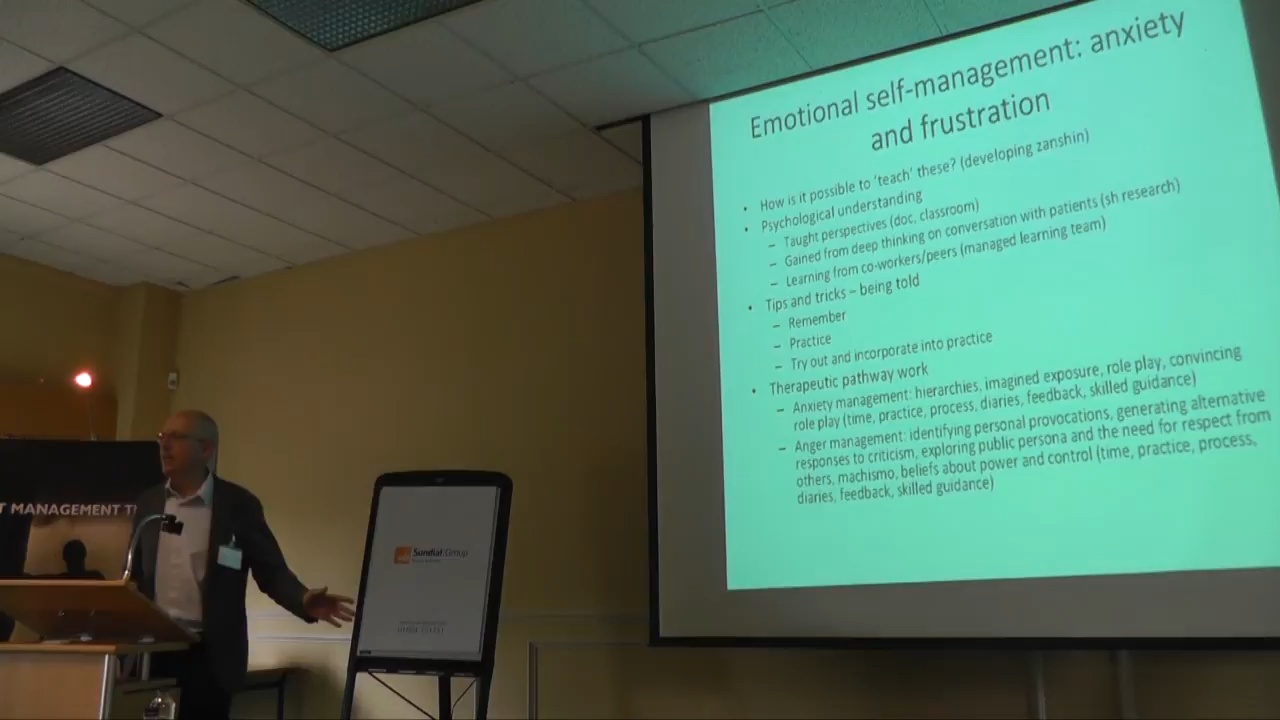 Emotional self-management: anxiety
and frustration
• How is it possible to 'teach' these? (developing zanshin)
• Psychological understanding
– Taught perspectives (doc, classroom)
– Gained from deep thinking on conversation with patients (sh research)
– Learning from co-workers/peers (managed learning team)
• Tips and tricks – being told
– Remember
– Practice
– Try out and incorporate into practice
• Therapeutic pathway work
– Anxiety management: hierarchies, imagined exposure, role play, convincing
role play (time, practice, process, diaries, feedback, skilled guidance)
– Anger management: identifying personal provocations, generating alternative
responses to criticism, exploring public persona and the need for respect from
others, machismo, beliefs about power and control (time, practice, process,
diaries, feedback, skilled guidance)
T MANAGEMENT T
Sundial Group